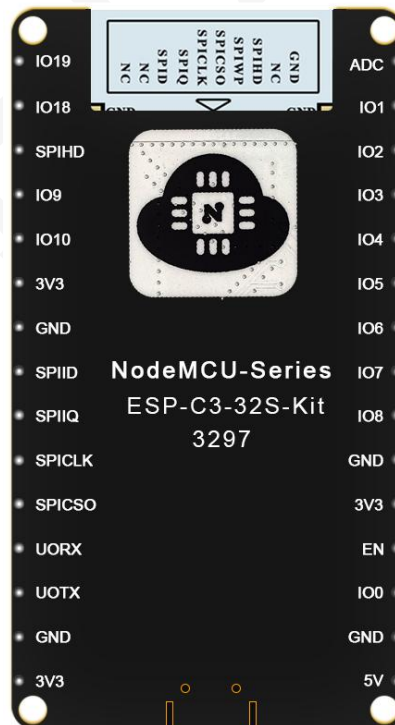 NC
NC
SPID
SPIQ
SPICLK
SPICSO
SPIWP
SPIHD
NC
GND
GND
GND
IO19
IO18
SPIHD
IO9
IO10
3V3
GND
SPIID
SPIIQ
SPICLK
SPICSO
UORX
UOTX
GND
3V3
N
NodeMCU-Series
ESP-C3-32S-Kit
3297
ADC
IO1
IO2
IO3
IO4
IO5
IO6
IO7
IO8
GND
3V3
EN
IO0
GND
5V